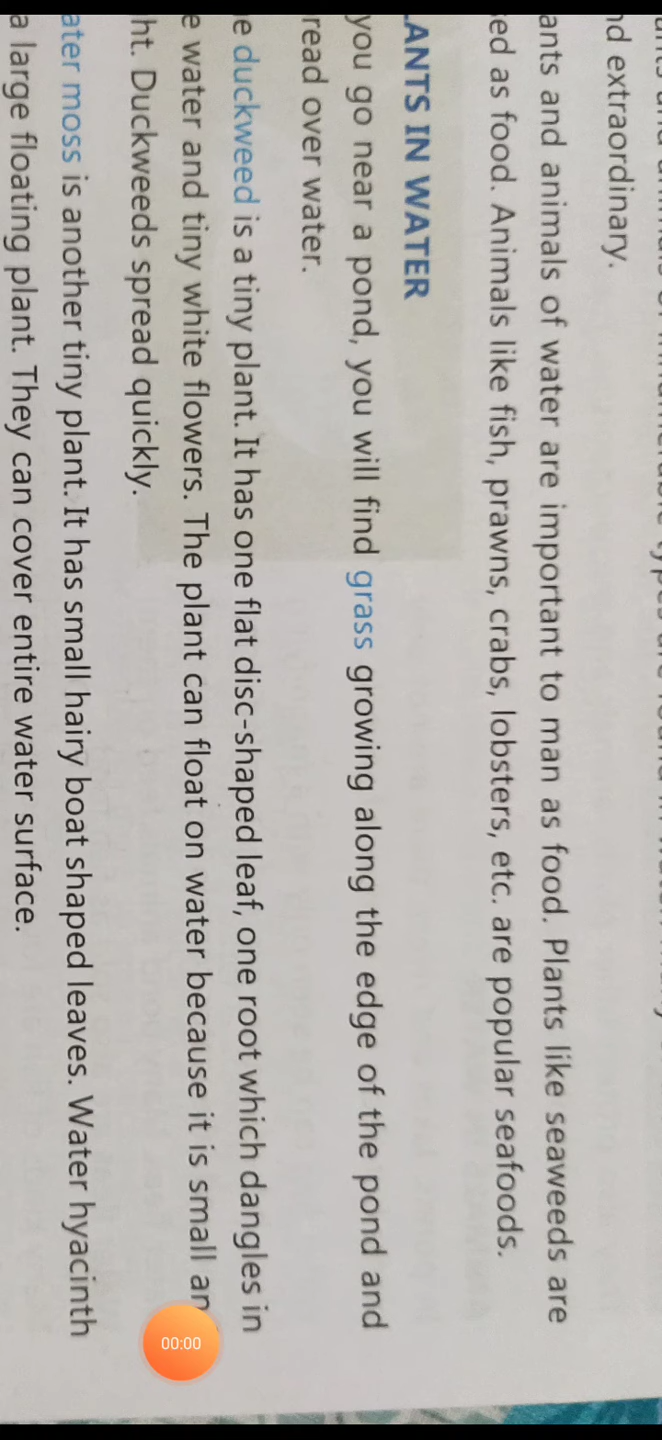 nd extraordinary.
ants and animals of water are important to man as food. Plants like seaweeds are
ed as food. Animals like fish, prawns, crabs, lobsters, etc. are popular seafoods.
LANTS IN WATER
you go near a pond, you will find grass growing along the edge of the pond and
read over water.
e duckweed is a tiny plant. It has one flat disc-shaped leaf, one root which dangles in
e water and tiny white flowers. The plant can float on water because it is small an
ht. Duckweeds spread quickly.
ater moss is another tiny plant. It has small hairy boat shaped leaves. Water hyacinth
a large floating plant. They can cover entire water surface.
00:00